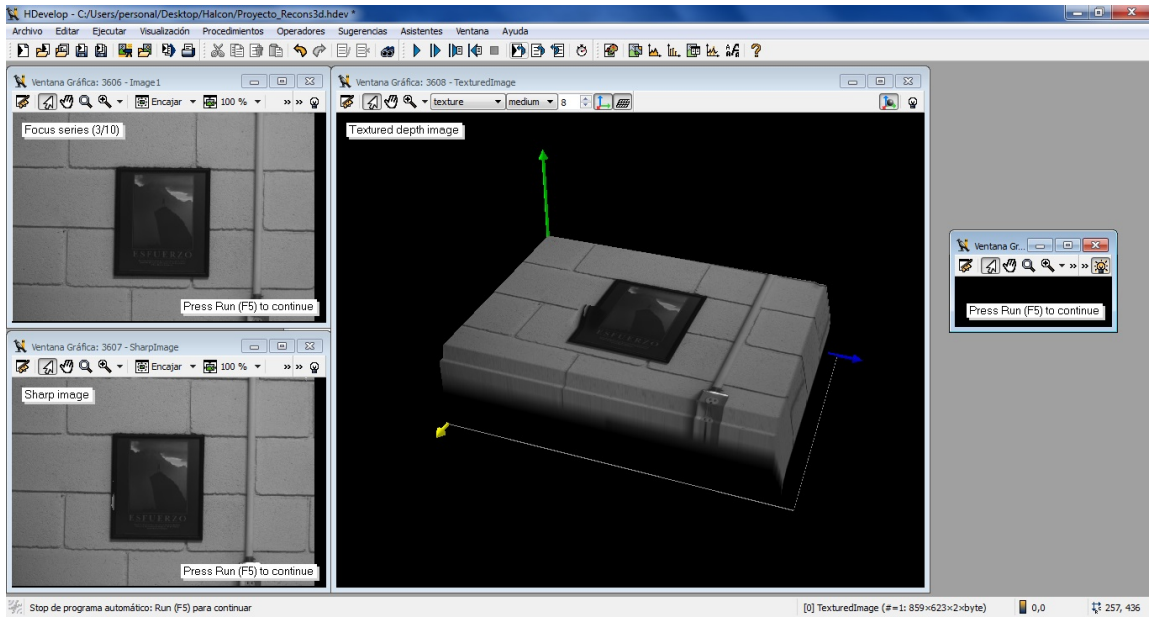 HDevelop - C:/Users/personal/Desktop/Halcon/Proyecto_Recons3d.hdev *
Archivo Editar Ejecutar Visualización Procedimientos Operadores Sugerencias Asistentes Ventana Ayuda
Ventana Gráfica: 3606 - Image1
Encajar 100 %
Focus series (3/10)
ESFUERZO
Press Run (F5) to continue
Ventana Gráfica: 3607 - SharpImage
Encajar 100 %
Sharp image
ESFUERZO
Press Run (F5) to continue
Ventana Gráfica: 3608 - TexturedImage
texture medium 8
Textured depth image
ESFUERZO
Ventana Gr...
Press Run (F5) to continue
Stop de programa automático: Run (F5) para continuar
[0] TexturedImage (#=1: 859×623×2×byte) 0,0 257, 436